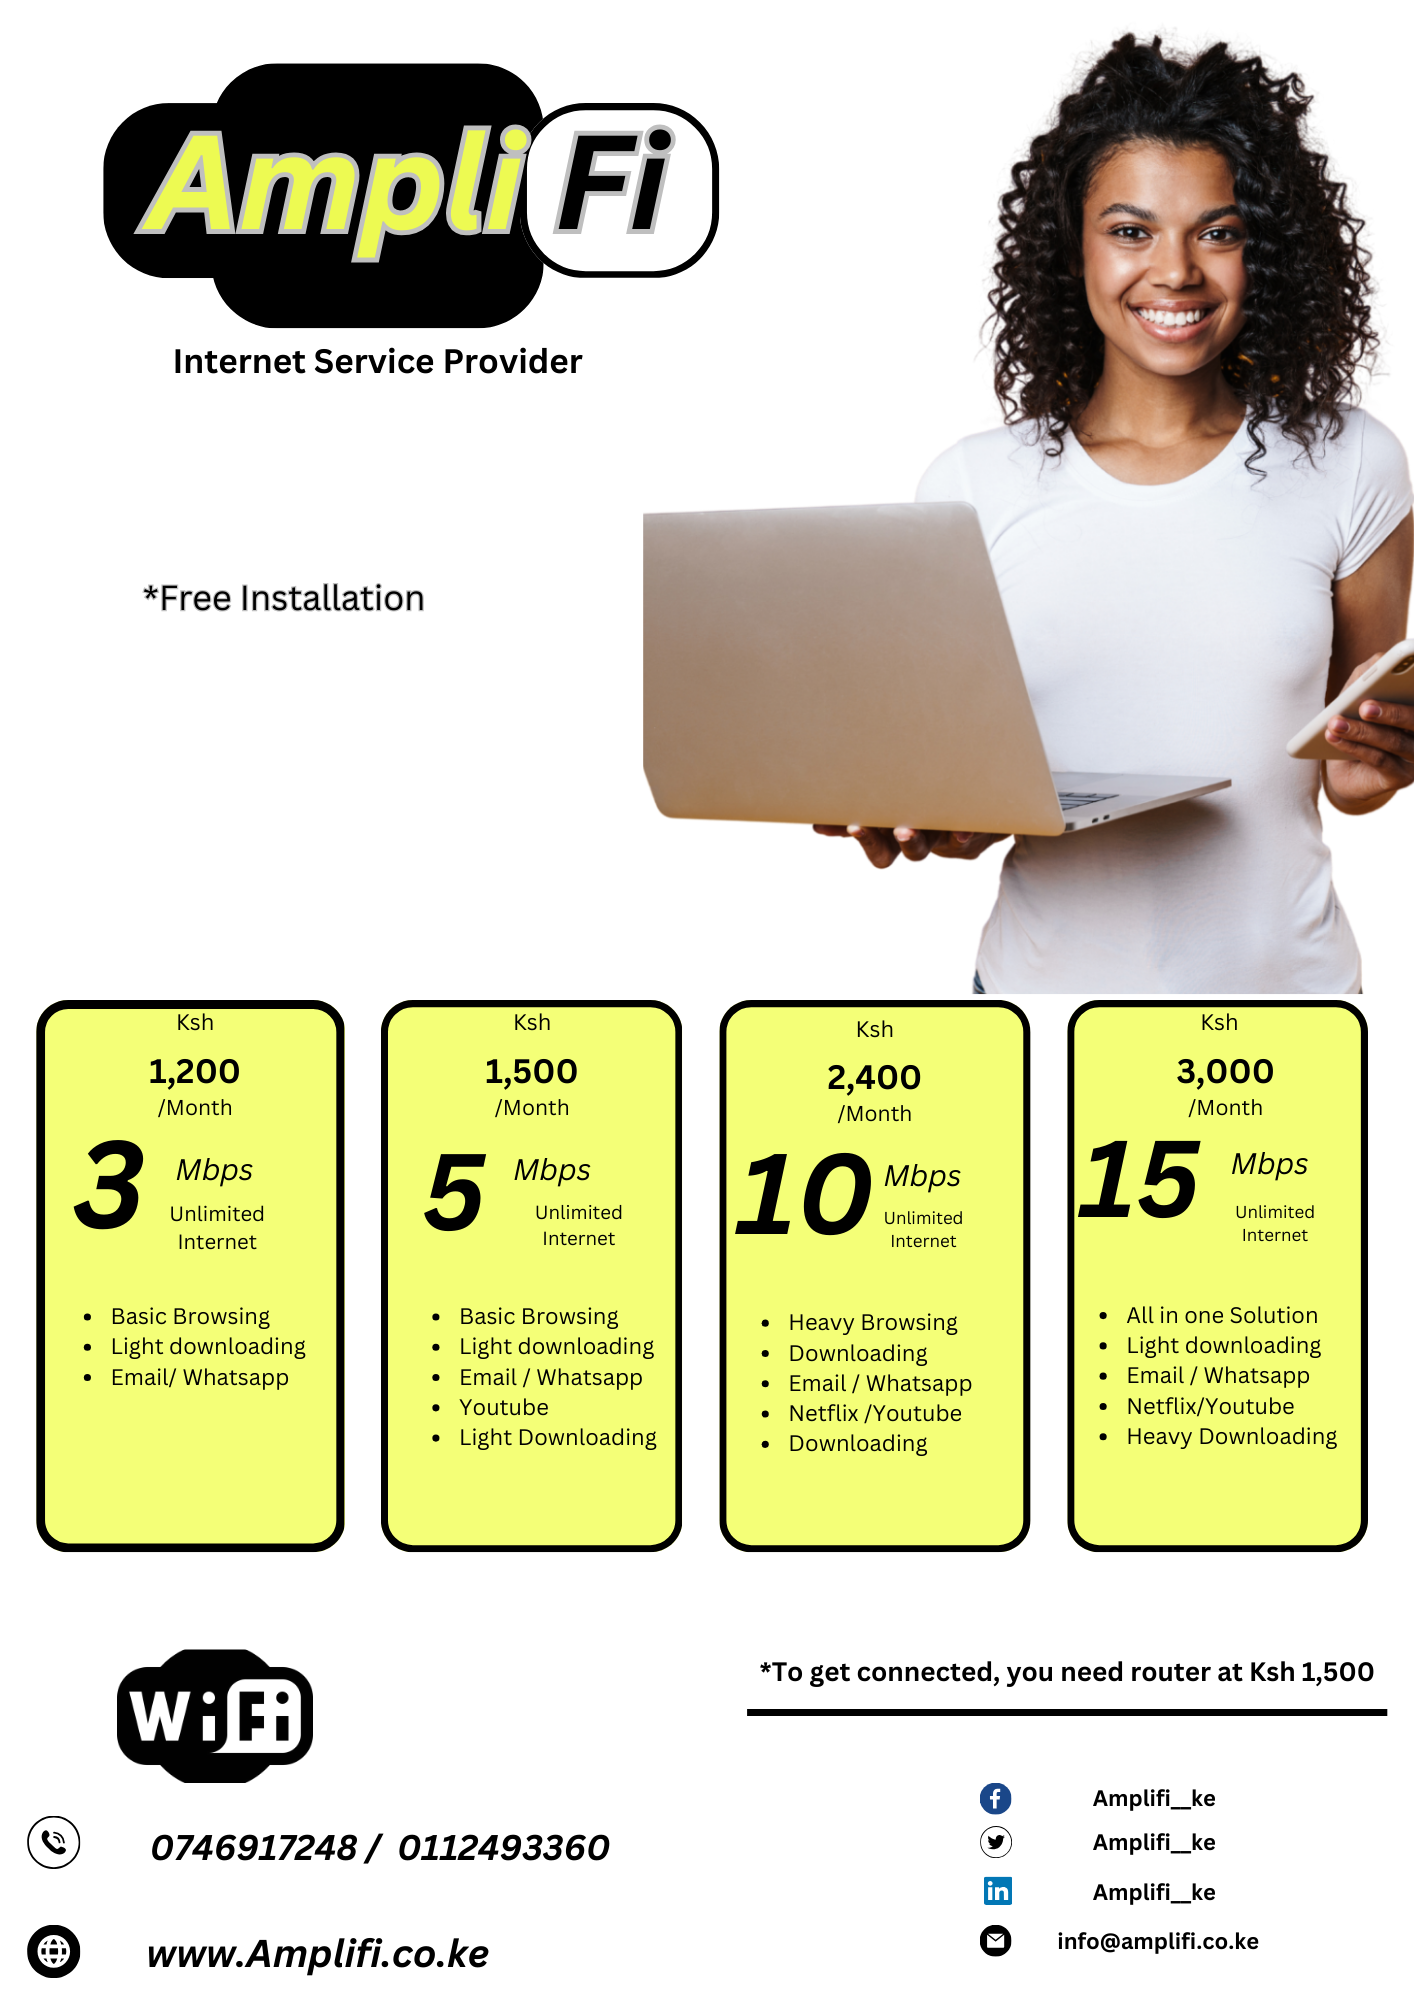 Ampli Fi
Internet Service Provider
*Free Installation
Ksh
1,200
/Month
3 Mbps
Unlimited
Internet
• Basic Browsing
• Light downloading
• Email/ Whatsapp
Ksh
1,500
/Month
5 Mbps
Unlimited
Internet
• Basic Browsing
• Light downloading
• Email / Whatsapp
• Youtube
• Light Downloading
Ksh
2,400
/Month
10 Mbps
Unlimited
Internet
• Heavy Browsing
• Downloading
• Email / Whatsapp
• Netflix /Youtube
• Downloading
Ksh
3,000
/Month
15 Mbps
Unlimited
Internet
• All in one Solution
• Light downloading
• Email / Whatsapp
• Netflix/Youtube
• Heavy Downloading
WiFi
*To get connected, you need router at Ksh 1,500
0746917248 / 0112493360
www.Amplifi.co.ke
Amplifi__ke
Amplifi__ke
in Amplifi__ke
info@amplifi.co.ke